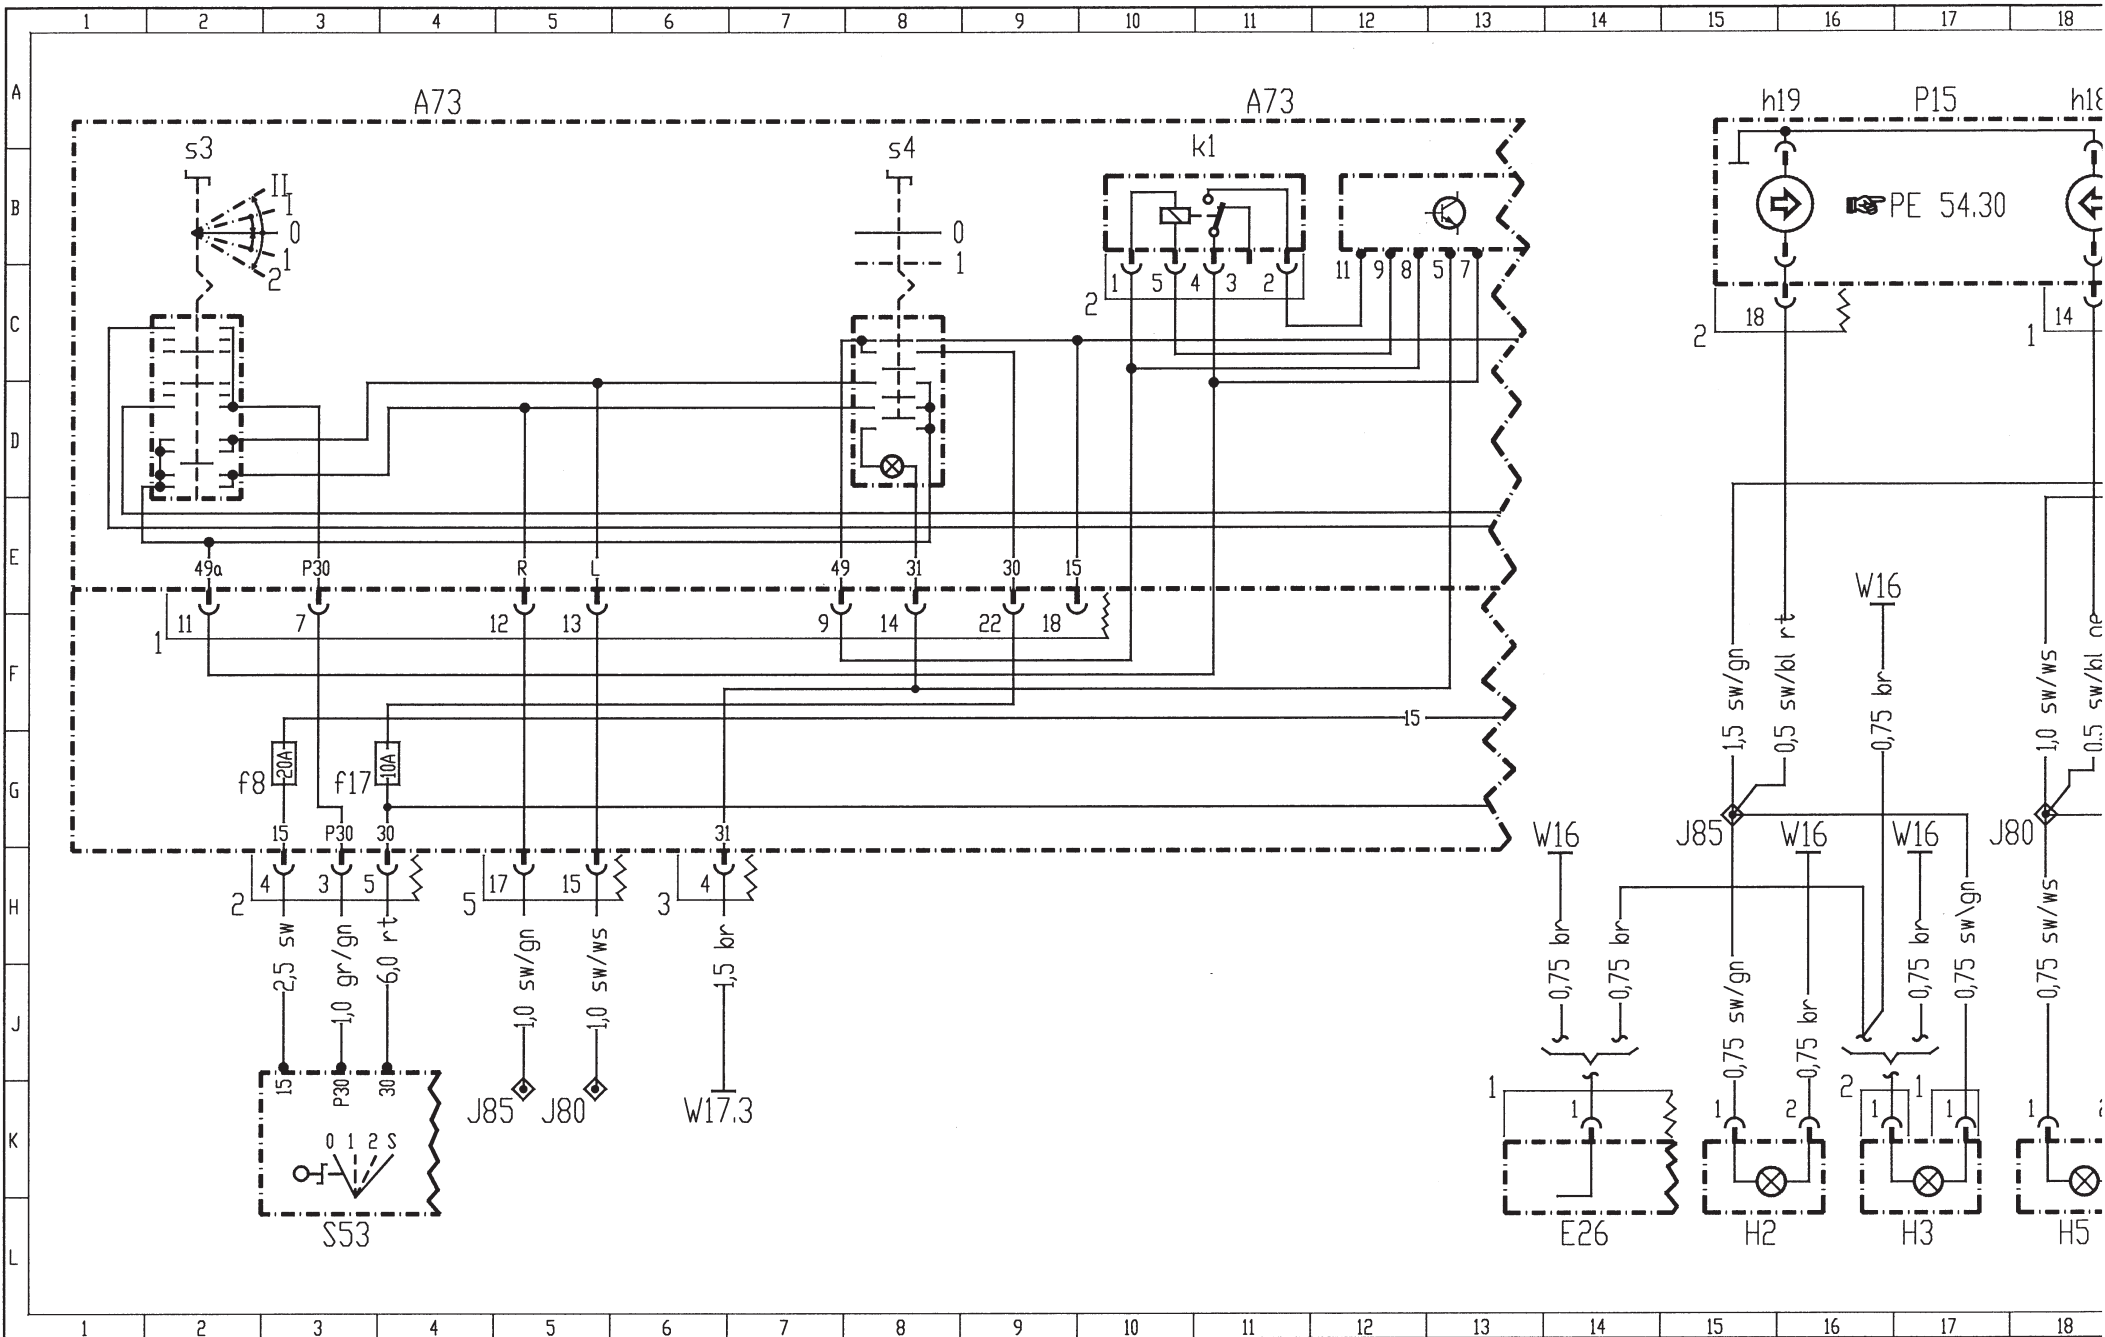 1 2 3 4 5 6 7 8 9 10 11 12 13 14 15 16 17 18
A
B
C
D
E
F
G
H
J
K
L
A73 A73 h19 P15
s3 s4 k1
II
I
0
1
2
0
1
PE 54.30
1 5 4 3 2
2
11 9 8 5 7
18
2
14
1
49a P30 R L 49 31 30 15
11 7 12 13 9 14 22 18
1
15
20A 10A
f8 f17
15 P30 30 31
4 3 5 17 15 4
2 5 3
2,5 sw
1,0 gr/gn
6,0 rt
1,0 sw/gn
1,0 sw/ws
1,5 br
15 P30 30
0 1 2 S
S53
J85 J80 W17.3
W16
1,5 sw/gn
0,5 sw/bl rt
0,75 br
1,0 sw/ws
0,5 sw/bl
J85 J80
W16 W16 W16
0,75 br
0,75 br
0,75 sw/gn
0,75 br
0,75 br
0,75 sw\gn
0,75 sw/ws
1 2 1
1 1 2 1 1 1
E26 H2 H3 H5
1 2 3 4 5 6 7 8 9 10 11 12 13 14 15 16 17 18